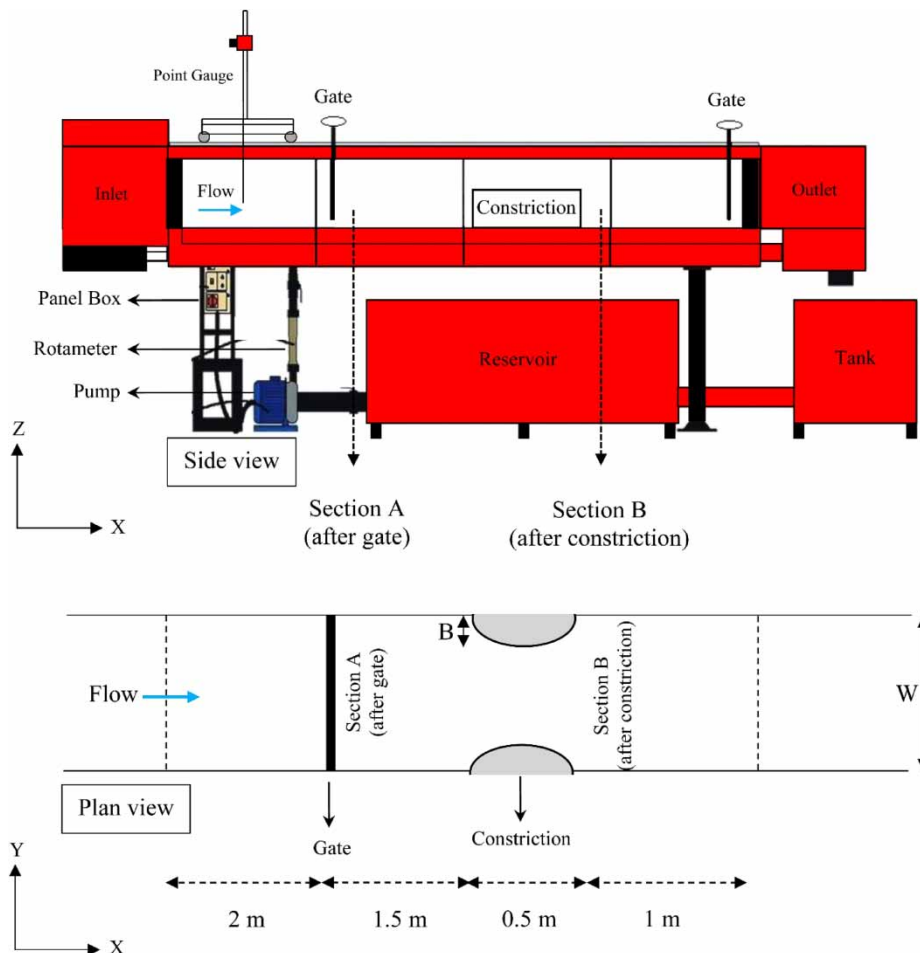 Point Gauge
Gate
Gate
Inlet
Flow
Constriction
Outlet
Panel Box
Rotameter
Pump
Reservoir
Tank
Z
X
Side view
Section A
(after gate)
Section B
(after constriction)
B
Flow
Section A
(after gate)
Section B
(after constriction)
W
Plan view
Gate
Constriction
Y
X
2 m
1.5 m
0.5 m
1 m